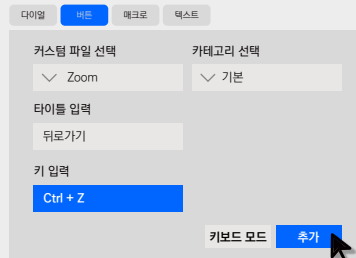 다이얼 버튼 매크로 텍스트
커스텀 파일 선택 카테고리 선택
Zoom 기본
타이틀 입력
뒤로가기
키 입력
Ctrl + Z
키보드 모드 추가